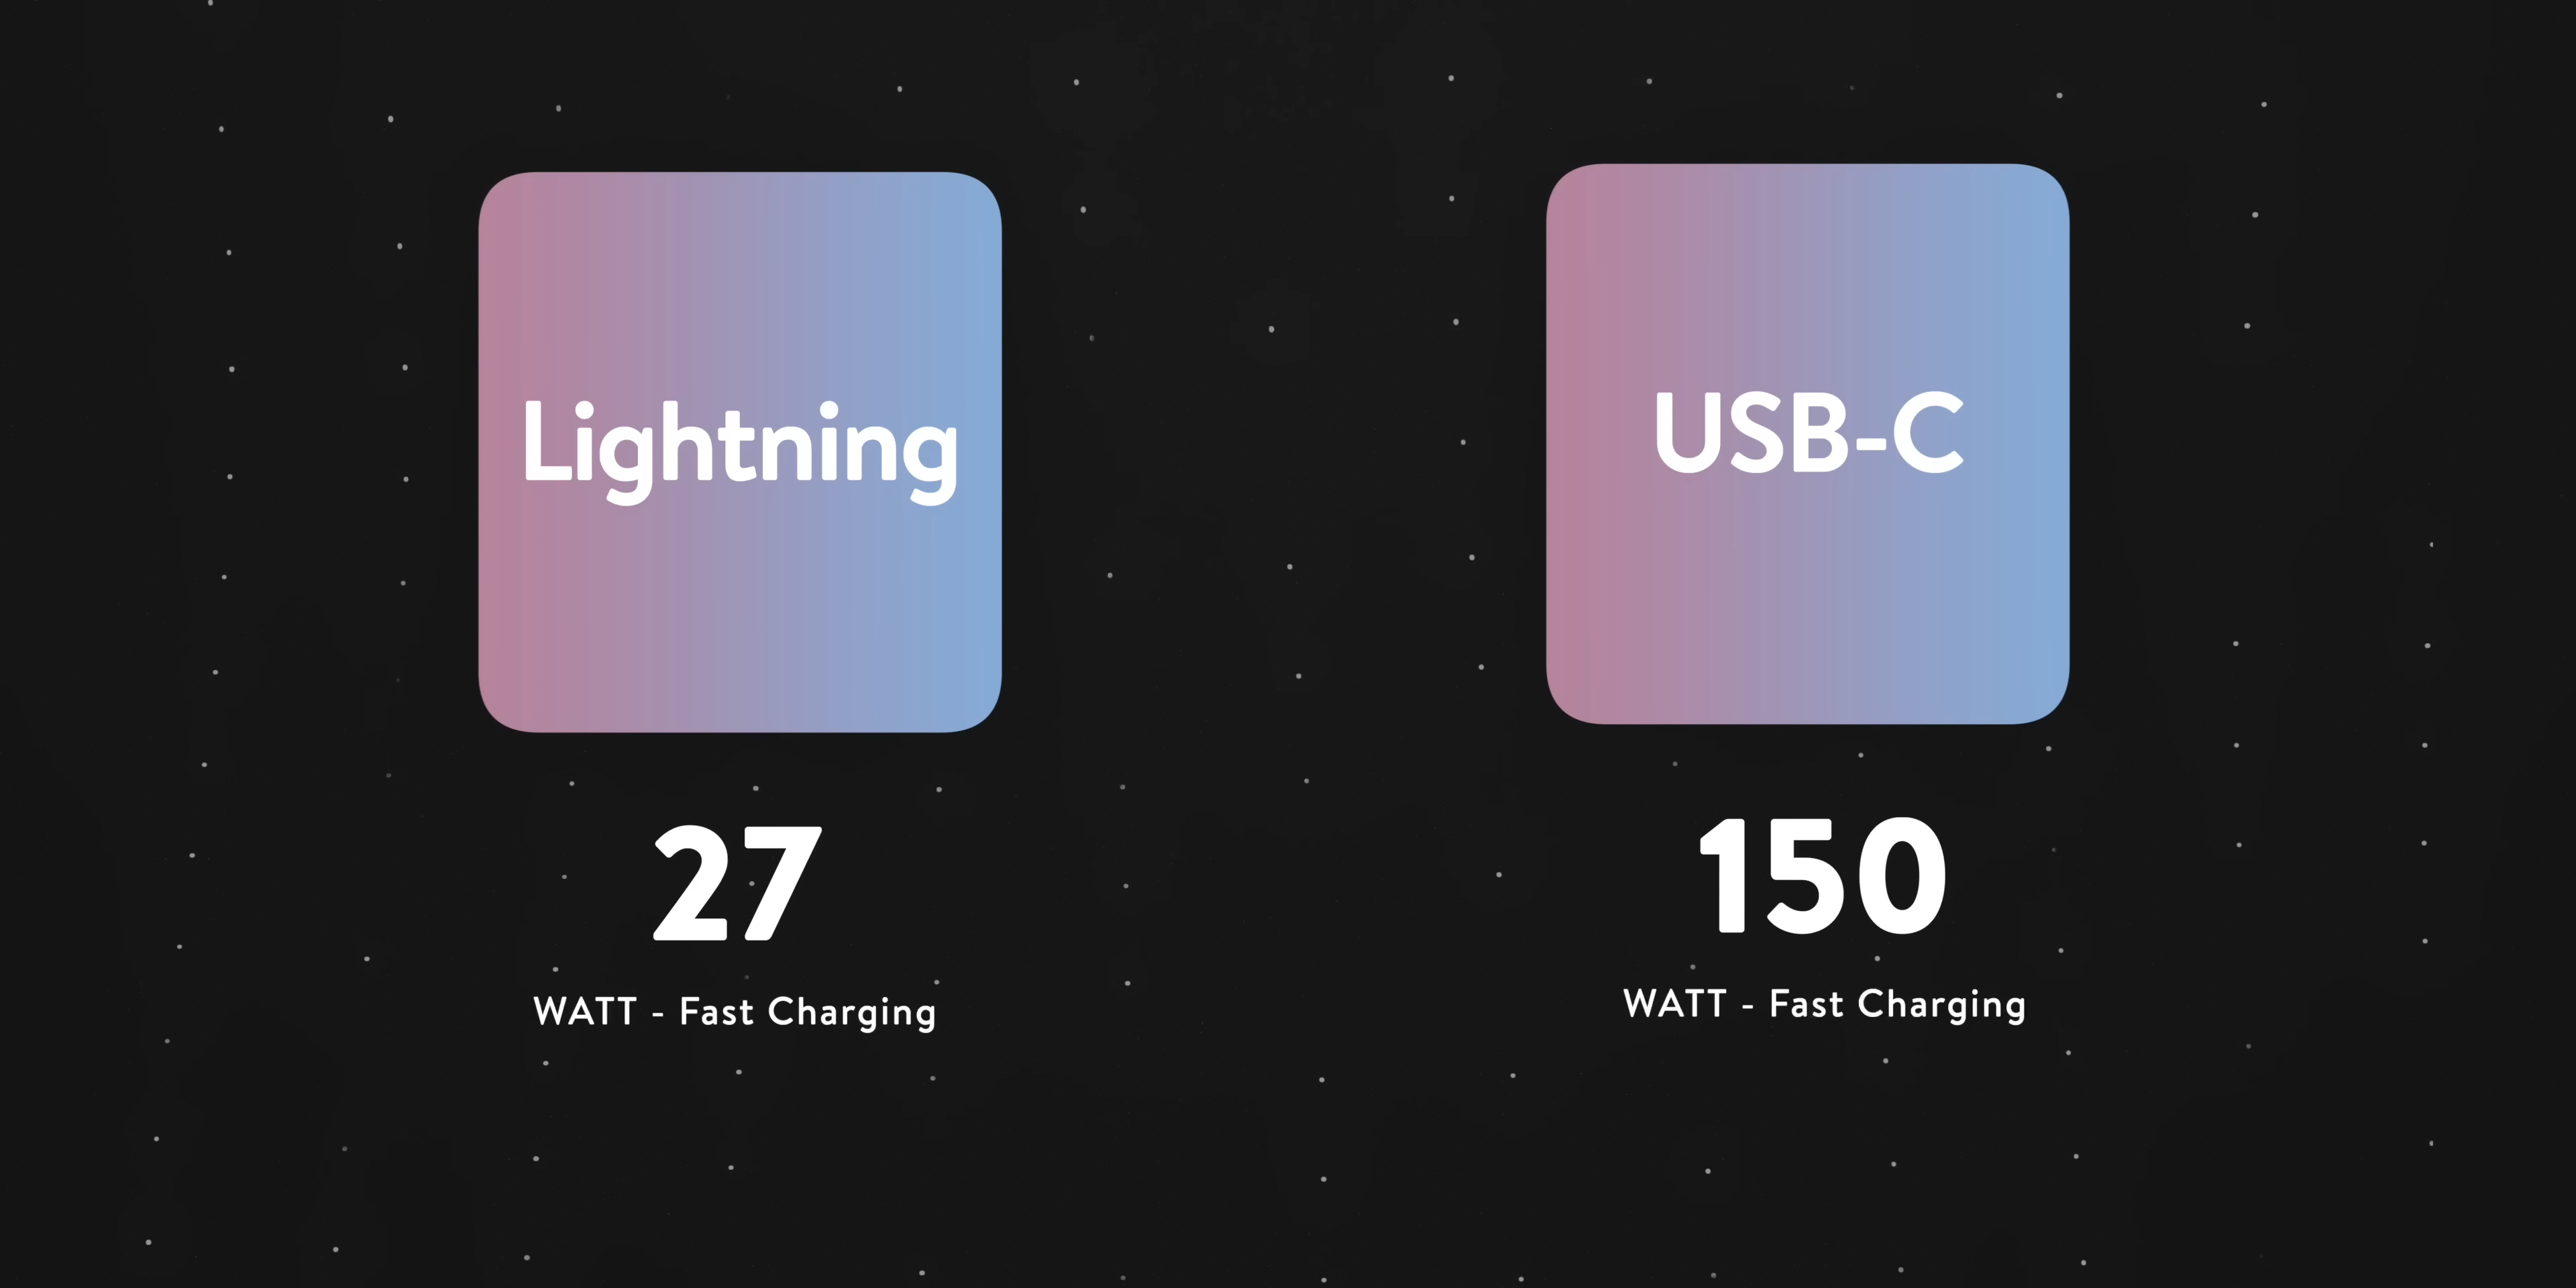 Lightning
27
WATT - Fast Charging
USB-C
150
WATT - Fast Charging